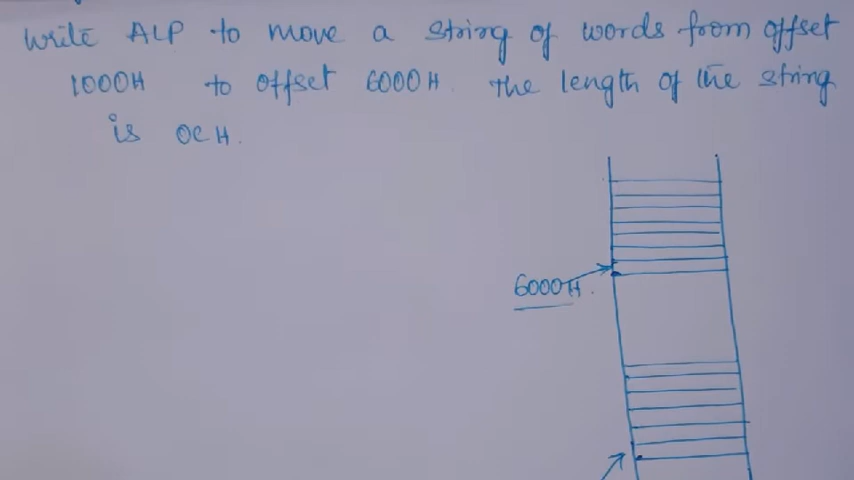 Write ALP to move a string of words from offset
1000H to offset 6000H. The length of the string
is 0CH.
6000H.